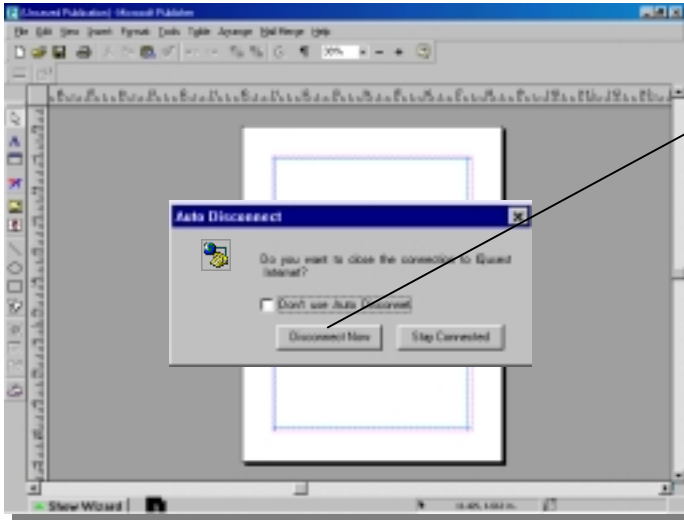 (Unsaved Publication) - Microsoft Publisher
File Edit View Insert Format Tools Table Arrange Mail Merge Help
Auto Disconnect
Do you want to close the connection to
Internet?
Don't use Auto Disconnect
Disconnect Now Stay Connected
Show Wizard